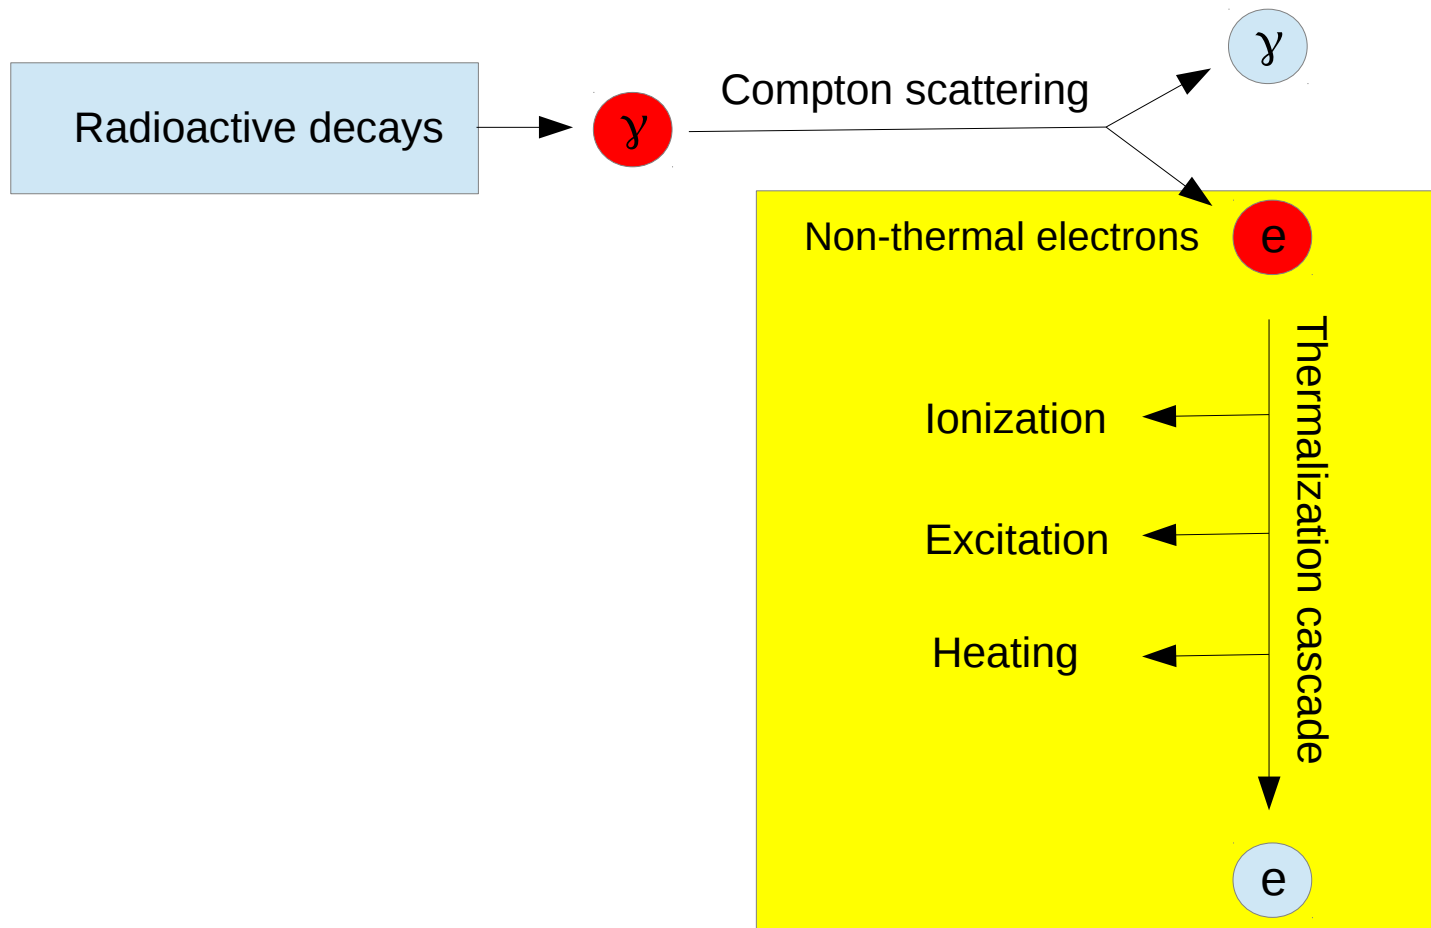 γ
Compton scattering
Radioactive decays
γ
Non-thermal electrons
e
Thermalization cascade
Ionization
Excitation
Heating
e